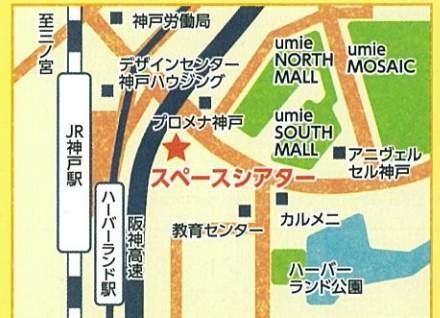 至三ノ宮
神戸労働局
デザインセンター
神戸ハウジング
umie
NORTH
MALL
umie
MOSAIC
プロメナ神戸
umie
SOUTH
MALL
JR神戸駅
スペースシアター
アニヴェル
セル神戸
ハーバーランド駅
阪神高速
教育センター
カルメニ
ハーバー
ランド公園